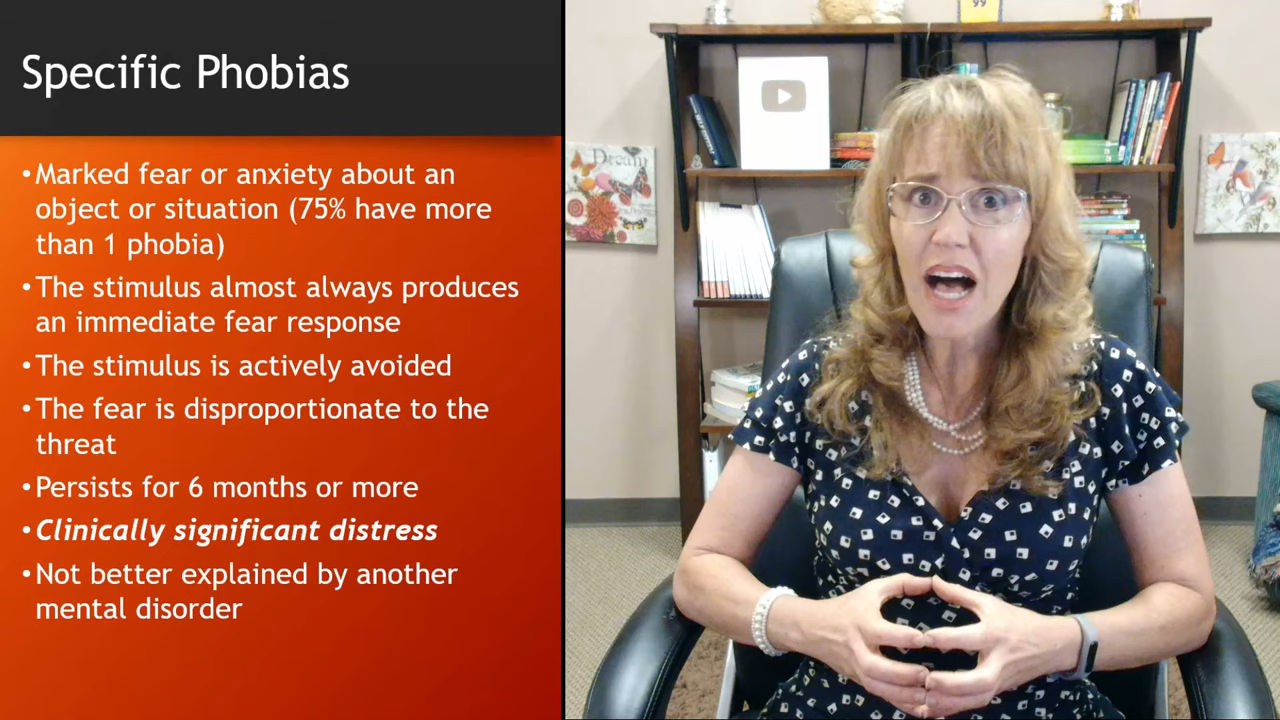 Specific Phobias
•Marked fear or anxiety about an
object or situation (75% have more
than 1 phobia)
•The stimulus almost always produces
an immediate fear response
•The stimulus is actively avoided
•The fear is disproportionate to the
threat
•Persists for 6 months or more
•Clinically significant distress
•Not better explained by another
mental disorder
99
Dream